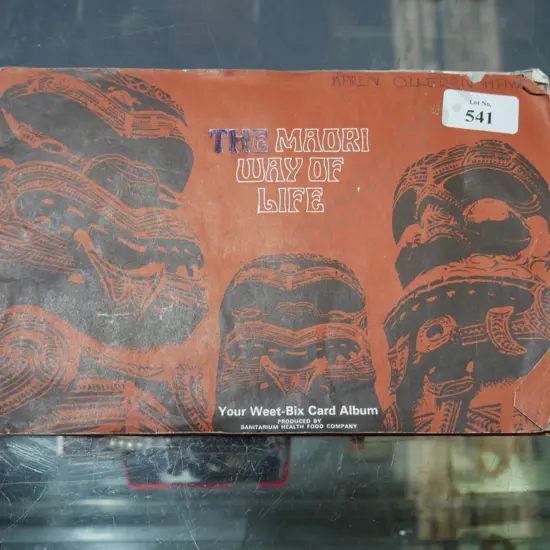 KAREN
Lot No.
541
THE MAORI
WAY OF
LIFE
Your Weet-Bix Card Album
PRODUCED BY
SANITARIUM HEALTH FOOD COMPANY